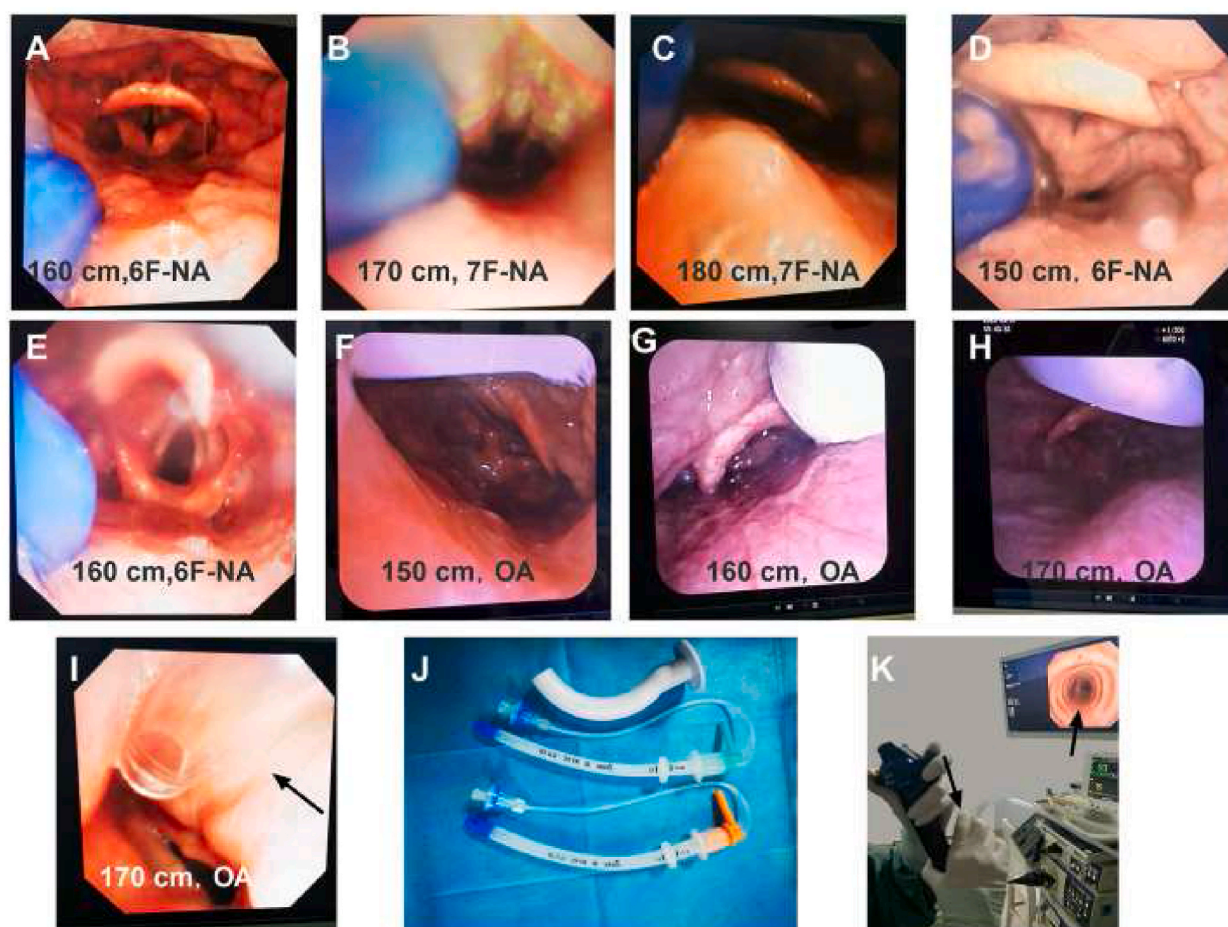 A
160 cm,6F-NA
B
170 cm, 7F-NA
C
180 cm,7F-NA
D
150 cm, 6F-NA
E
160 cm,6F-NA
F
150 cm, OA
G
160 cm, OA
H
170 cm, OA
I
170 cm, OA
J
K